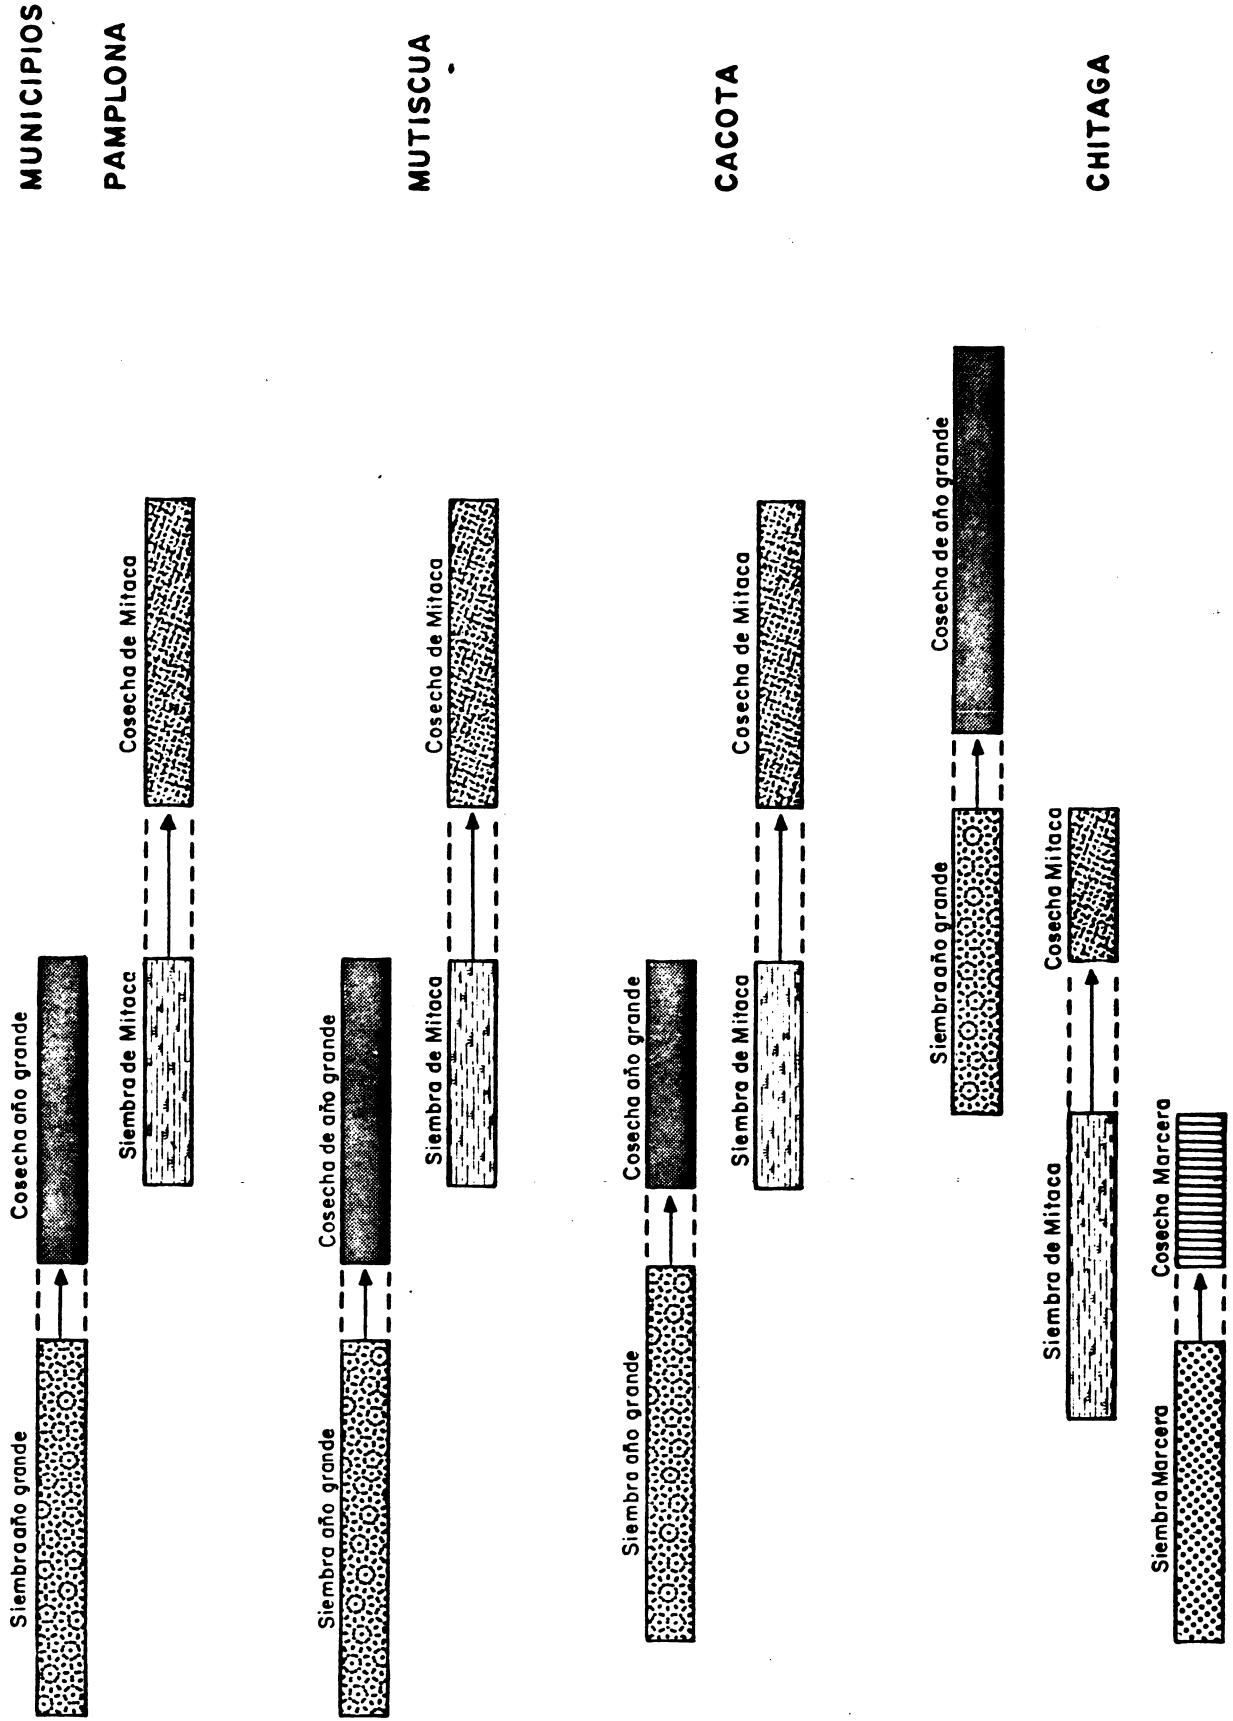 MUNICIPIOS
PAMPLONA
Siembra año grande
Cosecha año grande
Siembra de Mitaca
Cosecha de Mitaca
MUTISCUA
Siembra año grande
Cosecha de año grande
Siembra de Mitaca
Cosecha de Mitaca
CACOTA
Siembra año grande
Cosecha año grande
Siembra de Mitaca
Cosecha de Mitaca
CHITAGA
Siembra año grande
Cosecha de año grande
Siembra de Mitaca
Cosecha Mitaca
Siembra Marcera
Cosecha Marcera